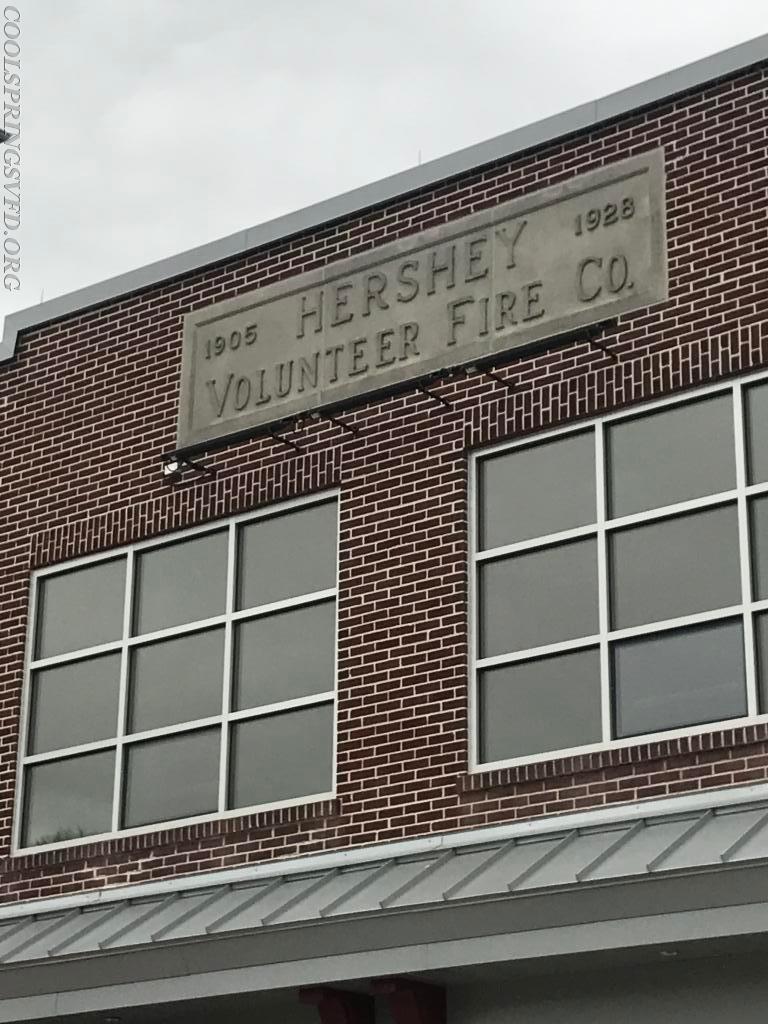 COOLSPRINGSVFD.ORG
1905 HERSHEY 1928
VOLUNTEER FIRE CO.